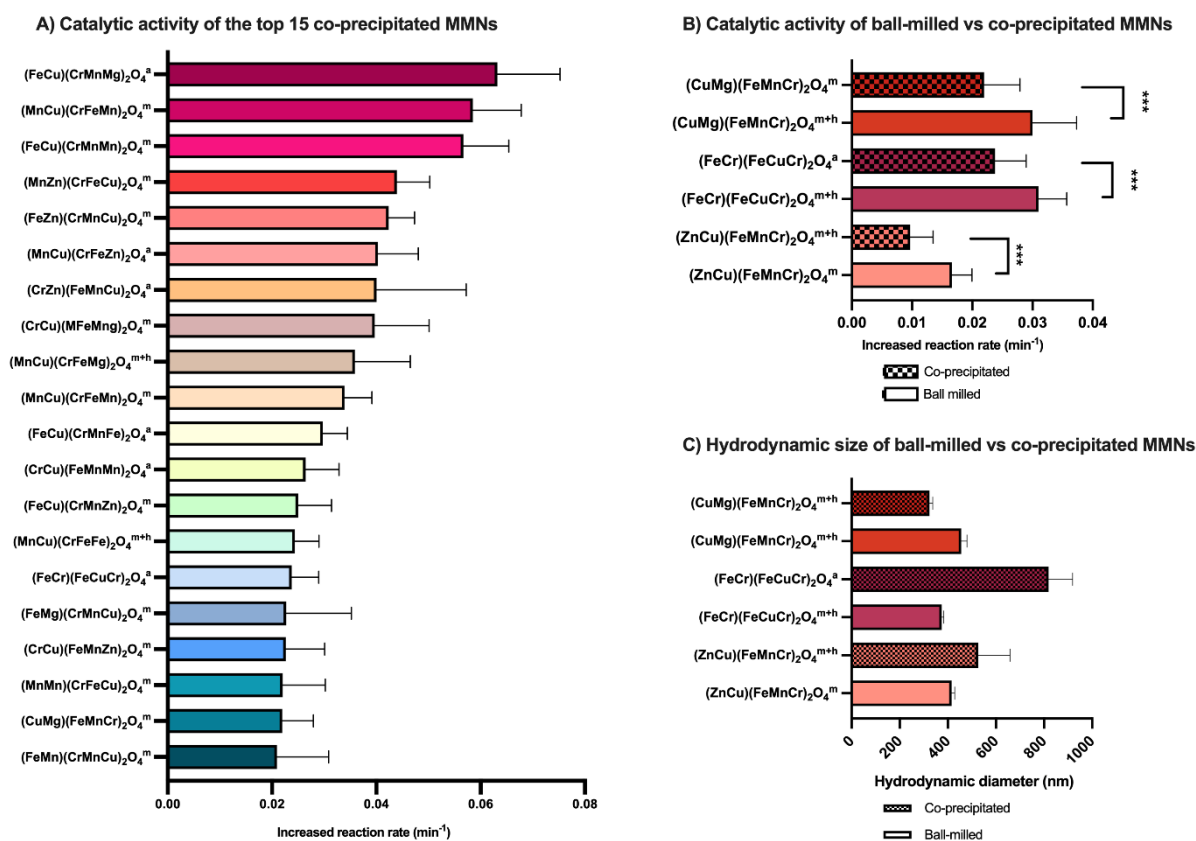 A) Catalytic activity of the top 15 co-precipitated MMNs
(FeCu)(CrMnMg)₂O₄ᵃ
(MnCu)(CrFeMn)₂O₄ᵐ
(FeCu)(CrMnMn)₂O₄ᵐ
(MnZn)(CrFeCu)₂O₄ᵐ
(FeZn)(CrMnCu)₂O₄ᵐ
(MnCu)(CrFeZn)₂O₄ᵃ
(CrZn)(FeMnCu)₂O₄ᵃ
(CrCu)(MFeMng)₂O₄ᵐ
(MnCu)(CrFeMg)₂O₄ᵐ⁺ʰ
(MnCu)(CrFeMn)₂O₄ᵐ
(FeCu)(CrMnFe)₂O₄ᵃ
(CrCu)(FeMnMn)₂O₄ᵃ
(FeCu)(CrMnZn)₂O₄ᵐ
(MnCu)(CrFeFe)₂O₄ᵐ⁺ʰ
(FeCr)(FeCuCr)₂O₄ᵃ
(FeMg)(CrMnCu)₂O₄ᵐ
(CrCu)(FeMnZn)₂O₄ᵐ
(MnMn)(CrFeCu)₂O₄ᵐ
(CuMg)(FeMnCr)₂O₄ᵐ
(FeMn)(CrMnCu)₂O₄ᵐ
0.00 0.02 0.04 0.06 0.08
Increased reaction rate (min⁻¹)
B) Catalytic activity of ball-milled vs co-precipitated MMNs
(CuMg)(FeMnCr)₂O₄ᵐ
(CuMg)(FeMnCr)₂O₄ᵐ⁺ʰ
***
(FeCr)(FeCuCr)₂O₄ᵃ
(FeCr)(FeCuCr)₂O₄ᵐ⁺ʰ
***
(ZnCu)(FeMnCr)₂O₄ᵐ⁺ʰ
(ZnCu)(FeMnCr)₂O₄ᵐ
***
0.00 0.01 0.02 0.03 0.04
Increased reaction rate (min⁻¹)
Co-precipitated
Ball milled
C) Hydrodynamic size of ball-milled vs co-precipitated MMNs
(CuMg)(FeMnCr)₂O₄ᵐ⁺ʰ
(CuMg)(FeMnCr)₂O₄ᵐ⁺ʰ
(FeCr)(FeCuCr)₂O₄ᵃ
(FeCr)(FeCuCr)₂O₄ᵐ⁺ʰ
(ZnCu)(FeMnCr)₂O₄ᵐ⁺ʰ
(ZnCu)(FeMnCr)₂O₄ᵐ
0 200 400 600 800 1000
Hydrodynamic diameter (nm)
Co-precipitated
Ball-milled